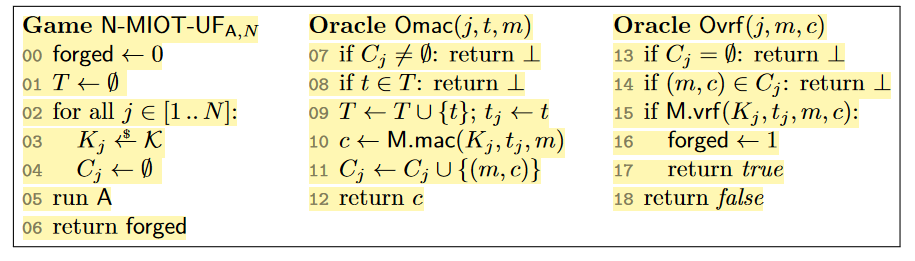 Game N-MIOT-UF_{A,N}
00 forged ← 0
01 T ← ∅
02 for all j ∈ [1 .. N]:
03 K_j ←$ 𝒦
04 C_j ← ∅
05 run A
06 return forged
Oracle Omac(j, t, m)
07 if C_j ≠ ∅: return ⊥
08 if t ∈ T: return ⊥
09 T ← T ∪ {t}; t_j ← t
10 c ← M.mac(K_j, t_j, m)
11 C_j ← C_j ∪ {(m, c)}
12 return c
Oracle Ovrf(j, m, c)
13 if C_j = ∅: return ⊥
14 if (m, c) ∈ C_j: return ⊥
15 if M.vrf(K_j, t_j, m, c):
16 forged ← 1
17 return true
18 return false